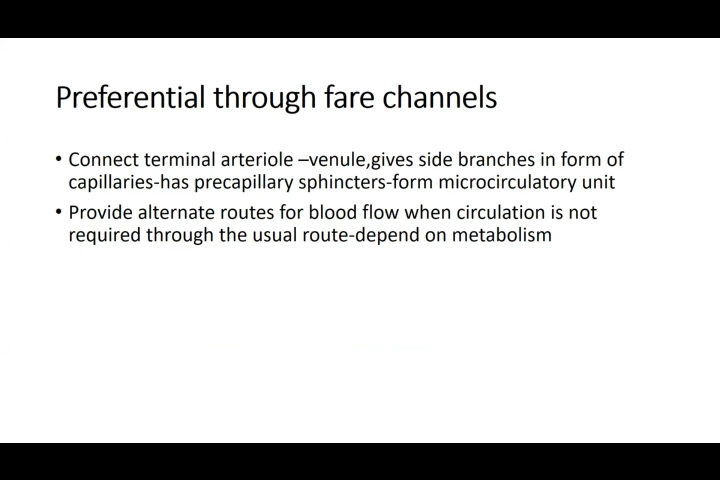 Preferential through fare channels
• Connect terminal arteriole –venule,gives side branches in form of
capillaries-has precapillary sphincters-form microcirculatory unit
• Provide alternate routes for blood flow when circulation is not
required through the usual route-depend on metabolism